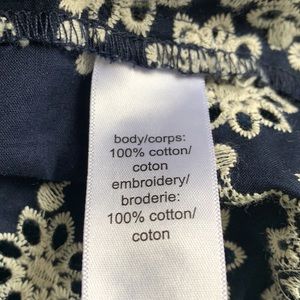 body/corps:
100% cotton/
coton
embroidery/
broderie:
100% cotton/
coton